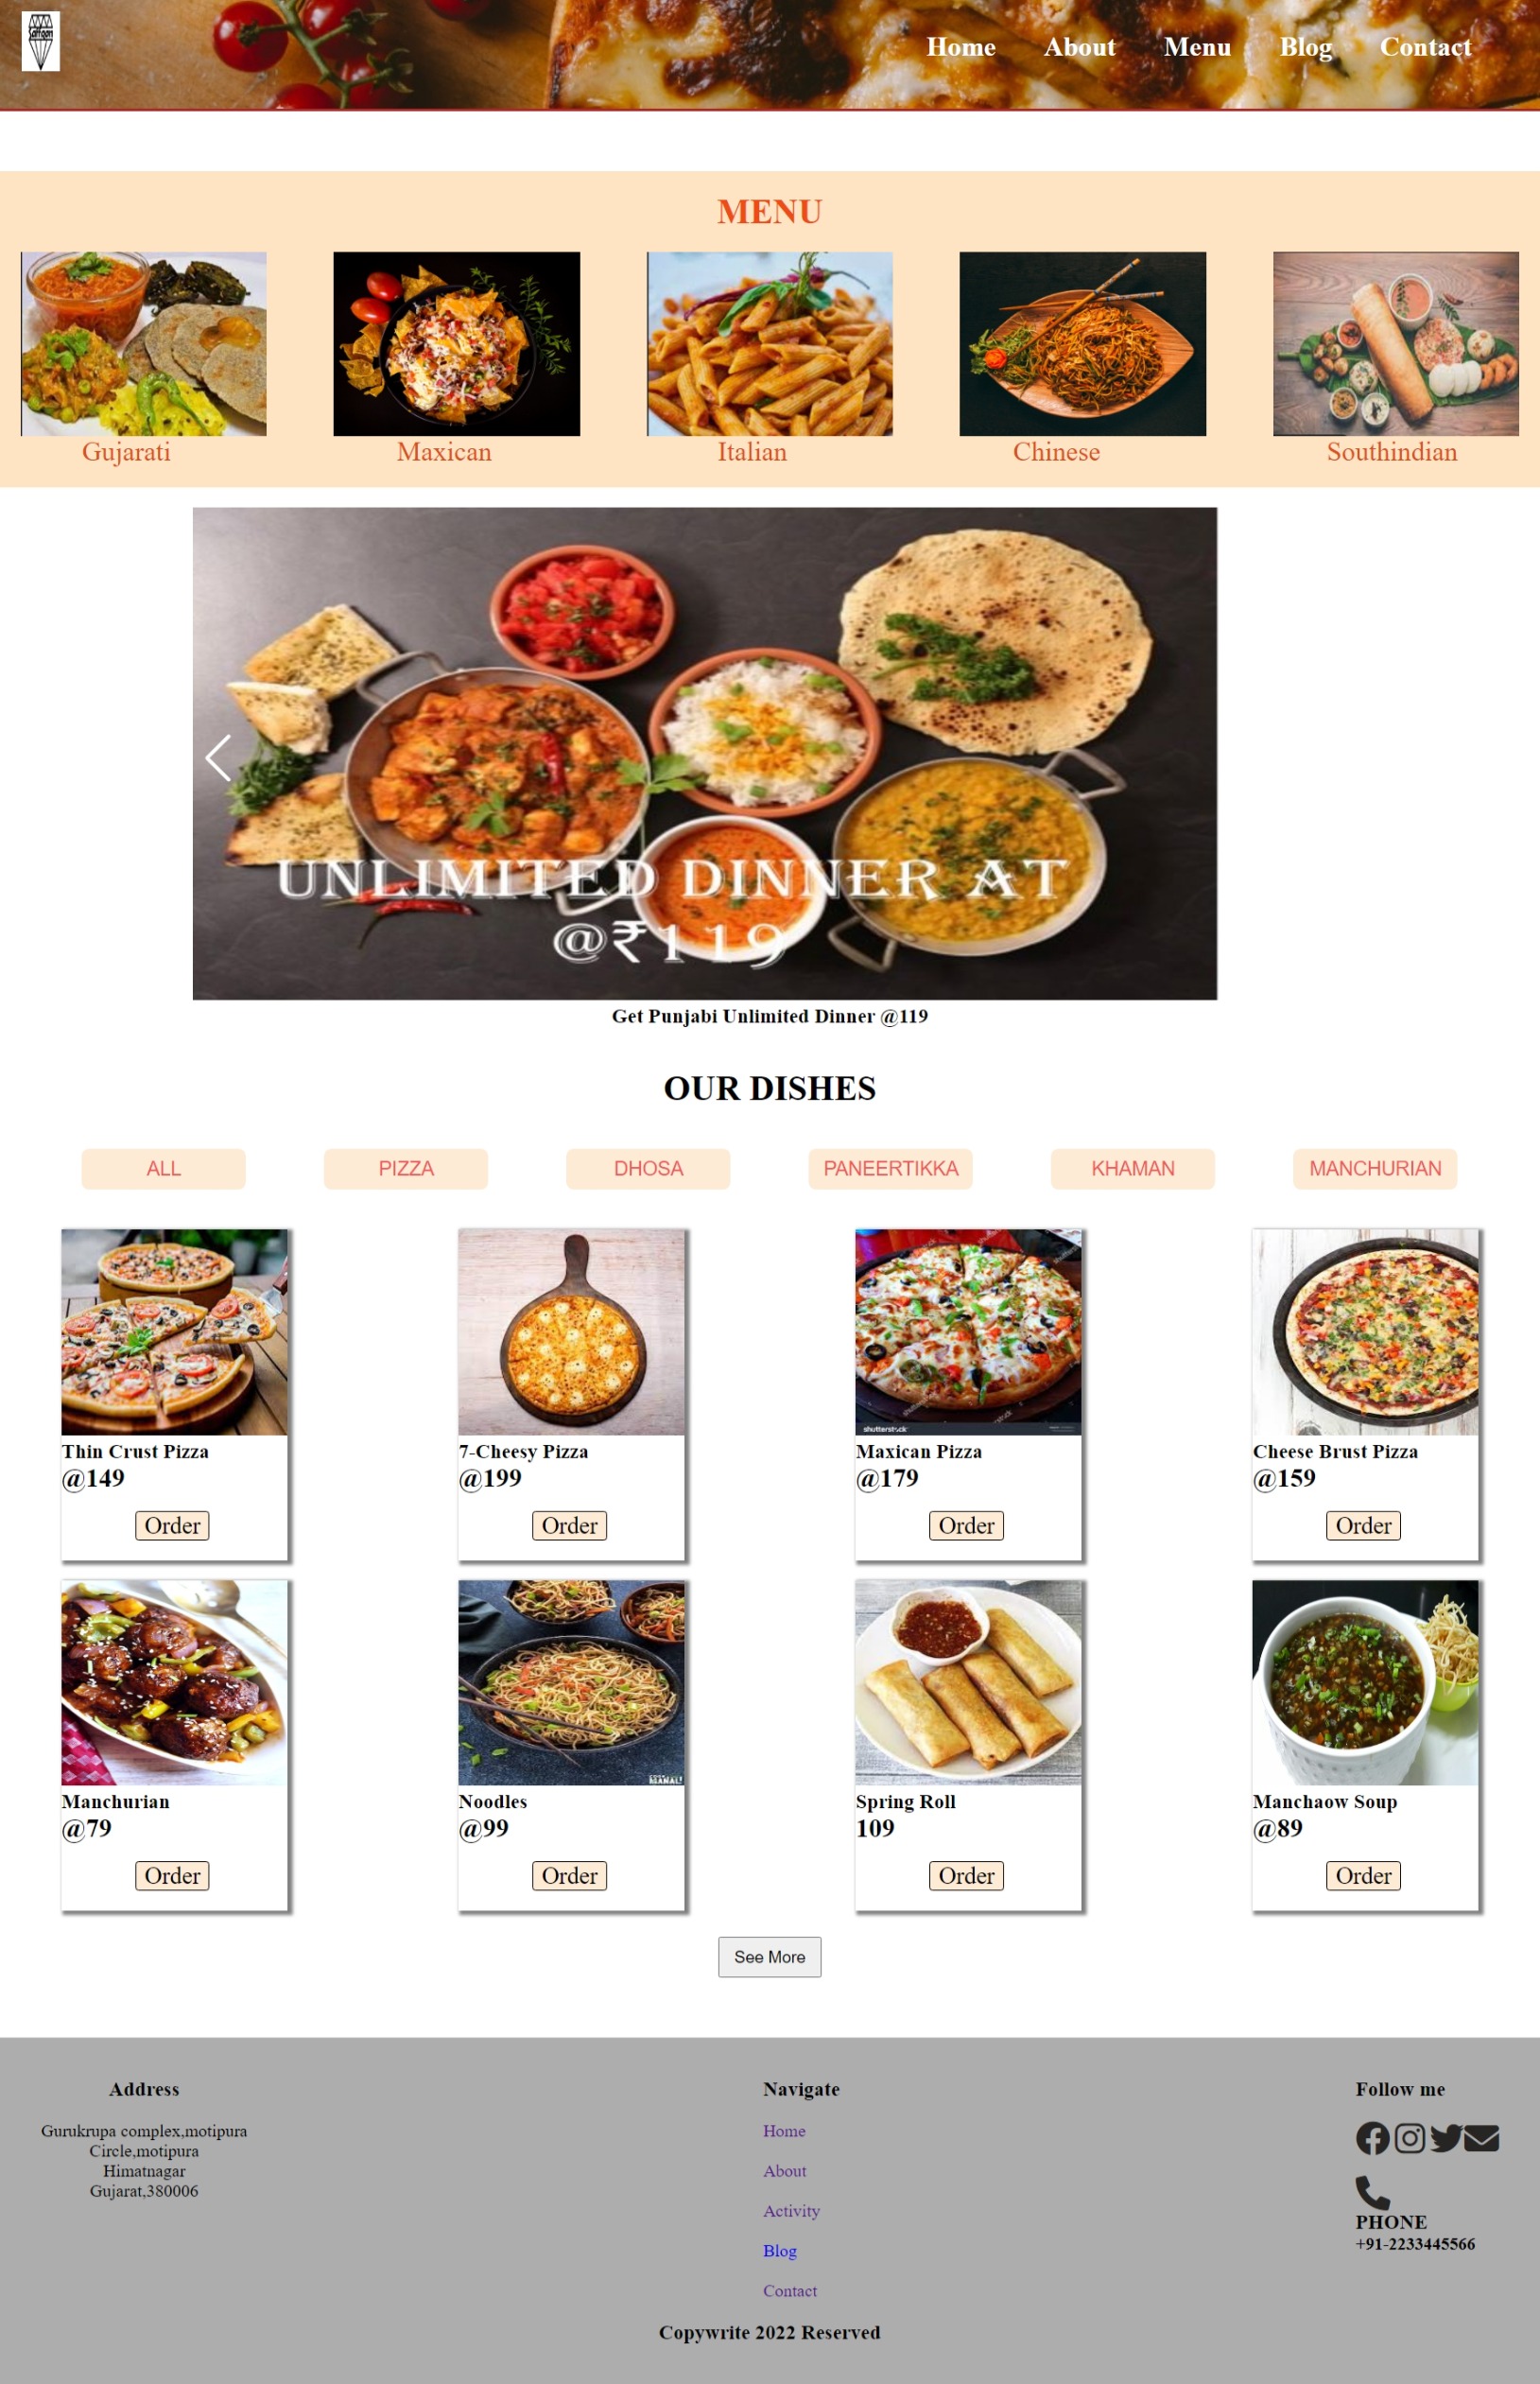 Saffron
Home About Menu Blog Contact
MENU
Gujarati Maxican Italian Chinese Southindian
UNLIMITED DINNER AT
@₹119
Get Punjabi Unlimited Dinner @119
OUR DISHES
ALL PIZZA DHOSA PANEERTIKKA KHAMAN MANCHURIAN
shutterstock
Thin Crust Pizza 7-Cheesy Pizza Maxican Pizza Cheese Brust Pizza
@149 @199 @179 @159
Order Order Order Order
Manchurian Noodles Spring Roll Manchaow Soup
@79 @99 109 @89
Order Order Order Order
See More
Address Navigate Follow me
Gurukrupa complex,motipura
Circle,motipura
Himatnagar
Gujarat,380006
Home
About
Activity
Blog
Contact
PHONE
+91-2233445566
Copywrite 2022 Reserved